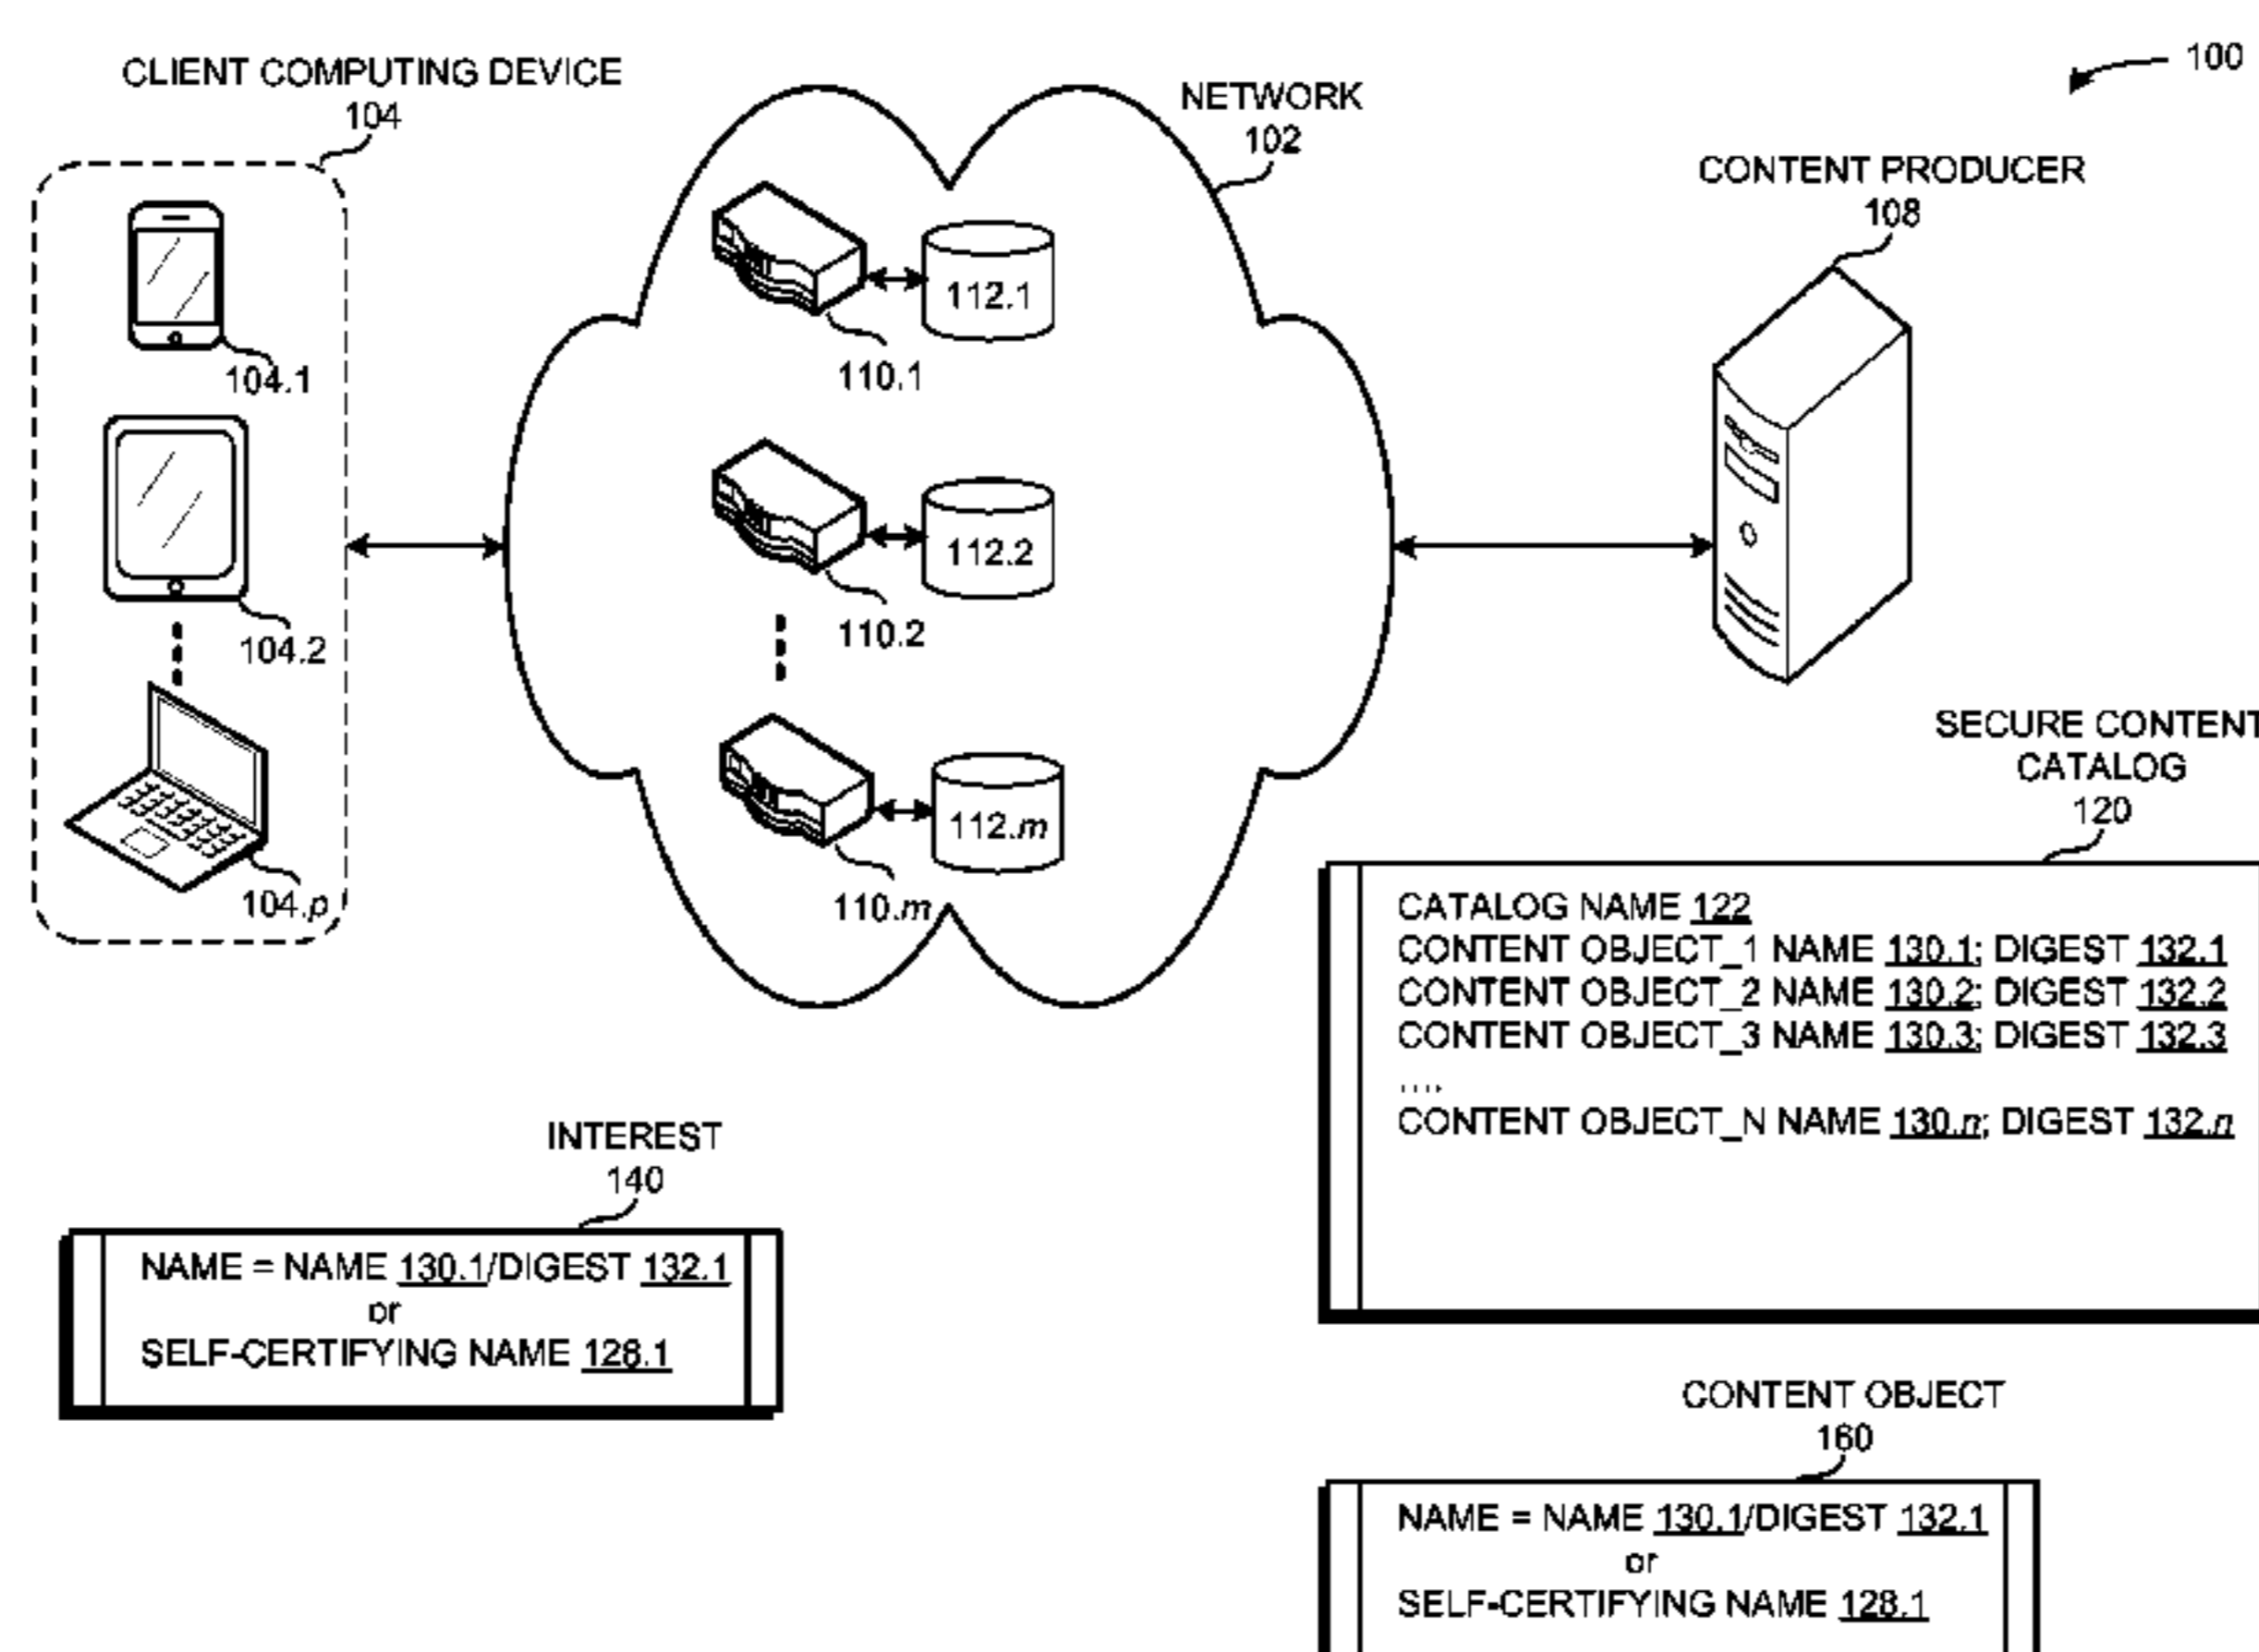 100
CLIENT COMPUTING DEVICE
104
NETWORK
102
CONTENT PRODUCER
108
104.1
104.2
104.p
110.1
112.1
110.2
112.2
110.m
112.m
SECURE CONTENT
CATALOG
120
CATALOG NAME 122
CONTENT OBJECT_1 NAME 130.1; DIGEST 132.1
CONTENT OBJECT_2 NAME 130.2; DIGEST 132.2
CONTENT OBJECT_3 NAME 130.3; DIGEST 132.3
....
CONTENT OBJECT_N NAME 130.n; DIGEST 132.n
INTEREST
140
NAME = NAME 130.1/DIGEST 132.1
or
SELF-CERTIFYING NAME 128.1
CONTENT OBJECT
160
NAME = NAME 130.1/DIGEST 132.1
or
SELF-CERTIFYING NAME 128.1